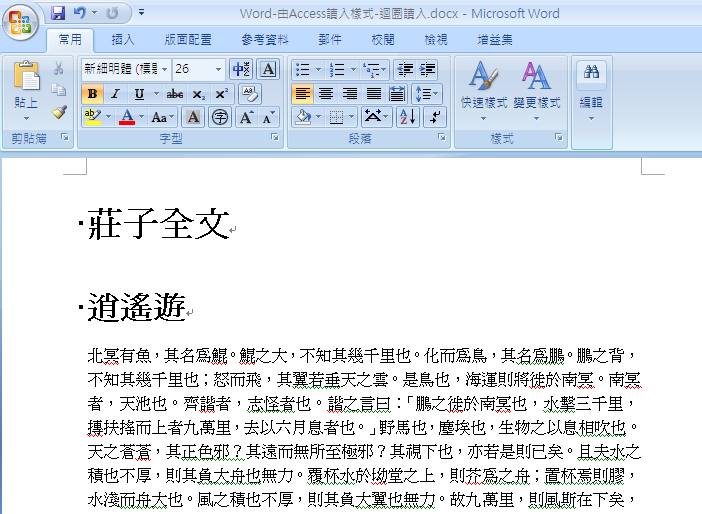 Word-由Access讀入樣式-迴圈讀入.docx - Microsoft Word
常用 插入 版面配置 參考資料 郵件 校閱 檢視 增益集
新細明體 (標題 26 中 A
B I U abc x₂ x²
ab A Aa A 字 A A
貼上 快速樣式 變更樣式 編輯
剪貼簿 字型 段落 樣式
莊子全文
逍遙遊
北冥有魚，其名為鯤。鯤之大，不知其幾千里也。化而為鳥，其名為鵬。鵬之背，
不知其幾千里也；怒而飛，其翼若垂天之雲。是鳥也，海運則將徙於南冥。南冥
者，天池也。齊諧者，志怪者也。諧之言曰：「鵬之徙於南冥也，水擊三千里，
摶扶搖而上者九萬里，去以六月息者也。」野馬也，塵埃也，生物之以息相吹也。
天之蒼蒼，其正色邪？其遠而無所至極邪？其視下也，亦若是則已矣。且夫水之
積也不厚，則其負大舟也無力。覆杯水於坳堂之上，則芥為之舟；置杯焉則膠，
水淺而舟大也。風之積也不厚，則其負大翼也無力。故九萬里，則風斯在下矣，